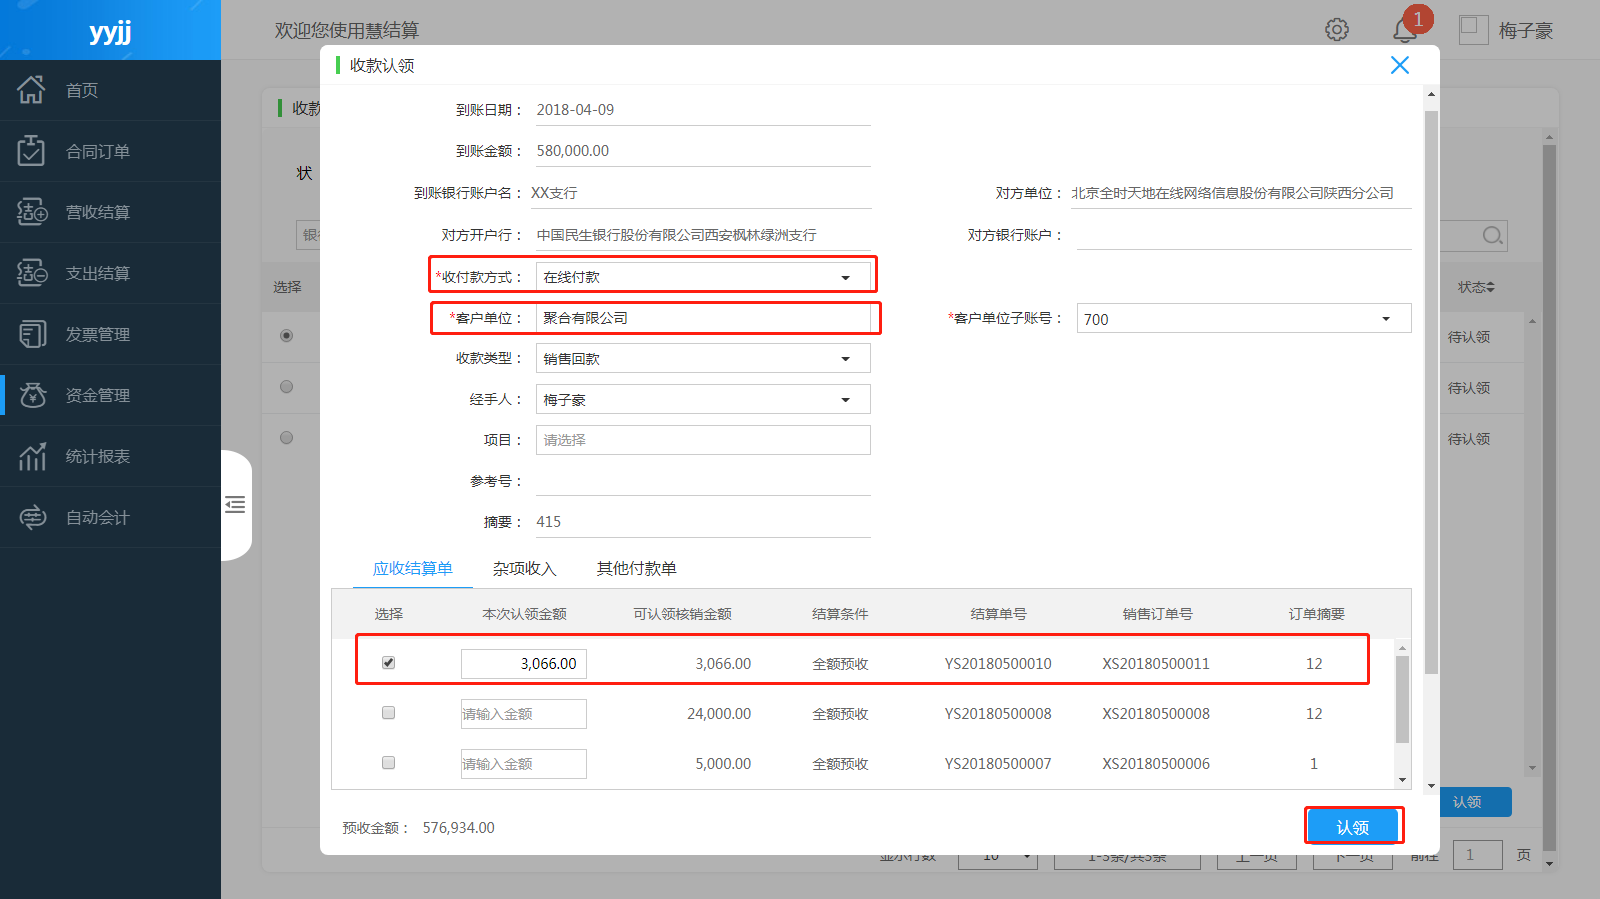 yyjj
欢迎您使用慧结算
1
梅子豪
首页
合同订单
营收结算
支出结算
发票管理
资金管理
统计报表
自动会计
收款
状
选择
状态
待认领
待认领
待认领
认领
收款认领
到账日期： 2018-04-09
到账金额： 580,000.00
到账银行账户名： XX支行
对方单位： 北京全时天地在线网络信息股份有限公司陕西分公司
对方开户行： 中国民生银行股份有限公司西安枫林绿洲支行
对方银行账户：
*收付款方式： 在线付款
*客户单位： 聚合有限公司
*客户单位子账号： 700
收款类型： 销售回款
经手人： 梅子豪
项目： 请选择
参考号：
摘要： 415
应收结算单 杂项收入 其他付款单
选择 本次认领金额 可认领核销金额 结算条件 结算单号 销售订单号 订单摘要
3,066.00 3,066.00 全额预收 YS20180500010 XS20180500011 12
请输入金额 24,000.00 全额预收 YS20180500008 XS20180500008 12
请输入金额 5,000.00 全额预收 YS20180500007 XS20180500006 1
预收金额： 576,934.00
认领
显示行数 10 1-3条/共3条 上一页 下一页 前往 1 页